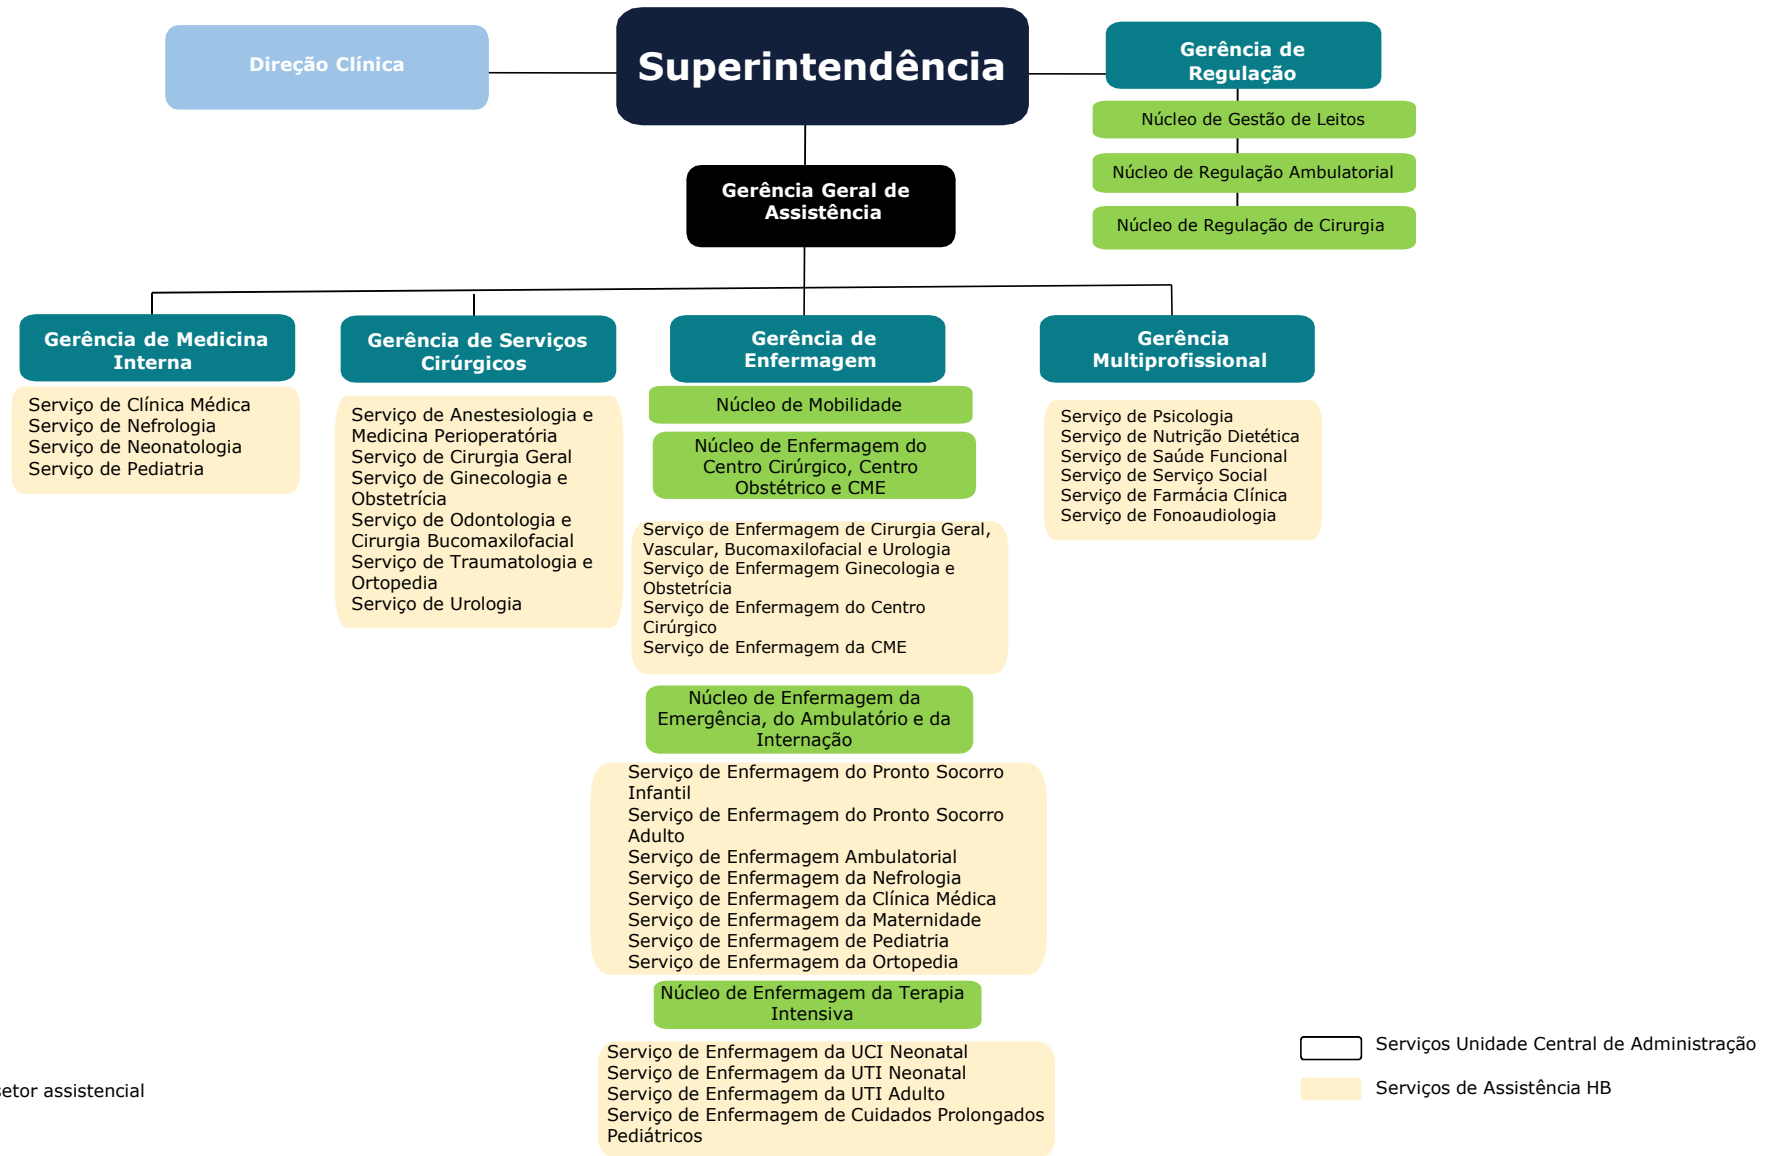 Direção Clínica
Superintendência
Gerência de
Regulação
Núcleo de Gestão de Leitos
Núcleo de Regulação Ambulatorial
Núcleo de Regulação de Cirurgia
Gerência Geral de
Assistência
Gerência de Medicina
Interna
Serviço de Clínica Médica
Serviço de Nefrologia
Serviço de Neonatologia
Serviço de Pediatria
Gerência de Serviços
Cirúrgicos
Serviço de Anestesiologia e
Medicina Perioperatória
Serviço de Cirurgia Geral
Serviço de Ginecologia e
Obstetrícia
Serviço de Odontologia e
Cirurgia Bucomaxilofacial
Serviço de Traumatologia e
Ortopedia
Serviço de Urologia
Gerência de
Enfermagem
Núcleo de Mobilidade
Núcleo de Enfermagem do
Centro Cirúrgico, Centro
Obstétrico e CME
Serviço de Enfermagem de Cirurgia Geral,
Vascular, Bucomaxilofacial e Urologia
Serviço de Enfermagem Ginecologia e
Obstetrícia
Serviço de Enfermagem do Centro
Cirúrgico
Serviço de Enfermagem da CME
Núcleo de Enfermagem da
Emergência, do Ambulatório e da
Internação
Serviço de Enfermagem do Pronto Socorro
Infantil
Serviço de Enfermagem do Pronto Socorro
Adulto
Serviço de Enfermagem Ambulatorial
Serviço de Enfermagem da Nefrologia
Serviço de Enfermagem da Clínica Médica
Serviço de Enfermagem da Maternidade
Serviço de Enfermagem de Pediatria
Serviço de Enfermagem da Ortopedia
Núcleo de Enfermagem da Terapia
Intensiva
Serviço de Enfermagem da UCI Neonatal
Serviço de Enfermagem da UTI Neonatal
Serviço de Enfermagem da UTI Adulto
Serviço de Enfermagem de Cuidados Prolongados
Pediátricos
Gerência
Multiprofissional
Serviço de Psicologia
Serviço de Nutrição Dietética
Serviço de Saúde Funcional
Serviço de Serviço Social
Serviço de Farmácia Clínica
Serviço de Fonoaudiologia
setor assistencial
Serviços Unidade Central de Administração
Serviços de Assistência HB